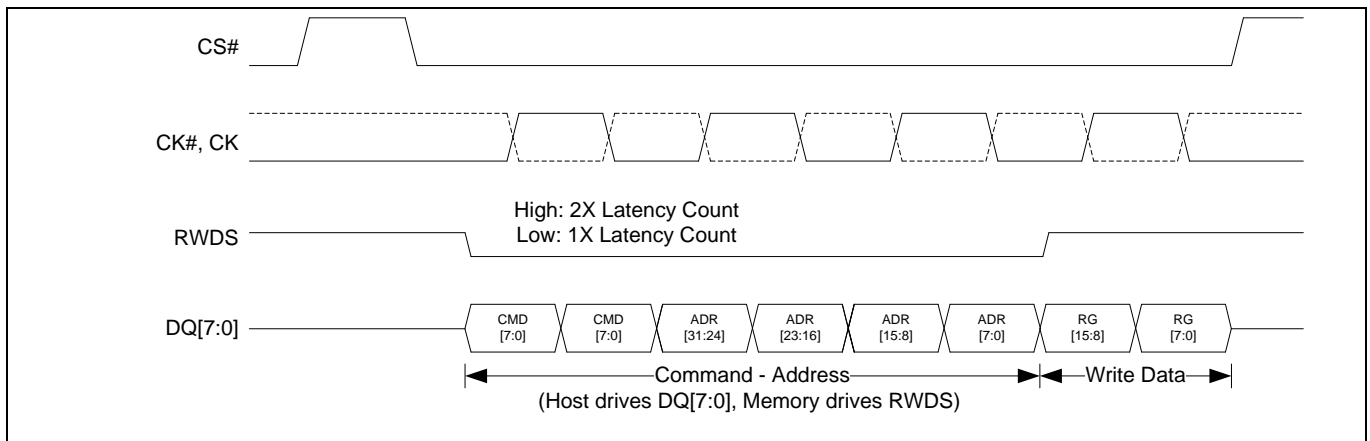 CS#
CK#, CK
High: 2X Latency Count
Low: 1X Latency Count
RWDS
DQ[7:0]
CMD
[7:0]
CMD
[7:0]
ADR
[31:24]
ADR
[23:16]
ADR
[15:8]
ADR
[7:0]
RG
[15:8]
RG
[7:0]
Command - Address
Write Data
(Host drives DQ[7:0], Memory drives RWDS)